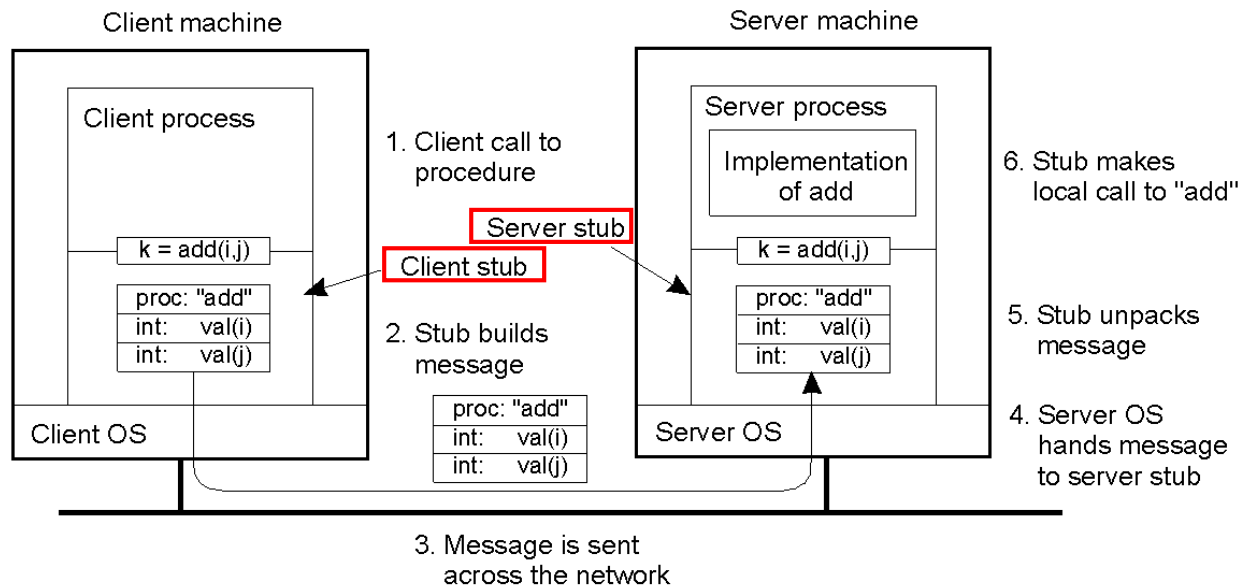 Client machine
Server machine
Client process
1. Client call to
procedure
Server process
Implementation
of add
6. Stub makes
local call to "add"
Server stub
k = add(i,j)
Client stub
k = add(i,j)
proc: "add"
int: val(i)
int: val(j)
2. Stub builds
message
proc: "add"
int: val(i)
int: val(j)
proc: "add"
int: val(i)
int: val(j)
5. Stub unpacks
message
Client OS
Server OS
4. Server OS
hands message
to server stub
3. Message is sent
across the network